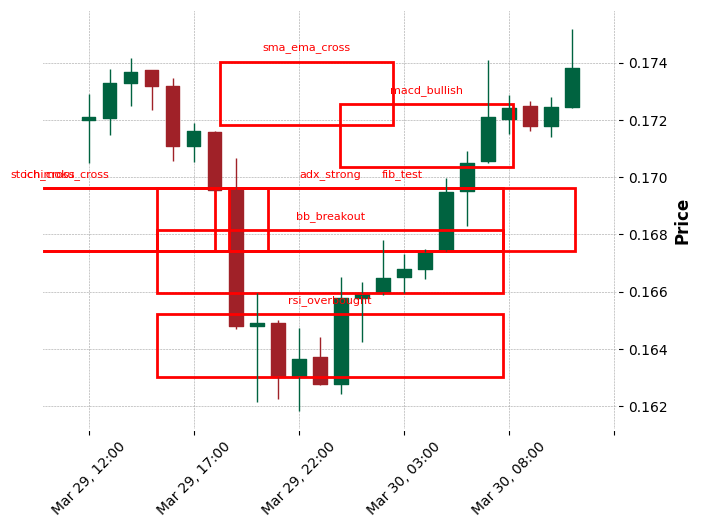 sma_ema_cross
macd_bullish
adx_strong
fib_test
bb_breakout
rsi_overbought
0.174
0.172
0.170
0.168
0.166
0.164
0.162
Price
Mar 29, 12:00
Mar 29, 17:00
Mar 29, 22:00
Mar 30, 03:00
Mar 30, 08:00